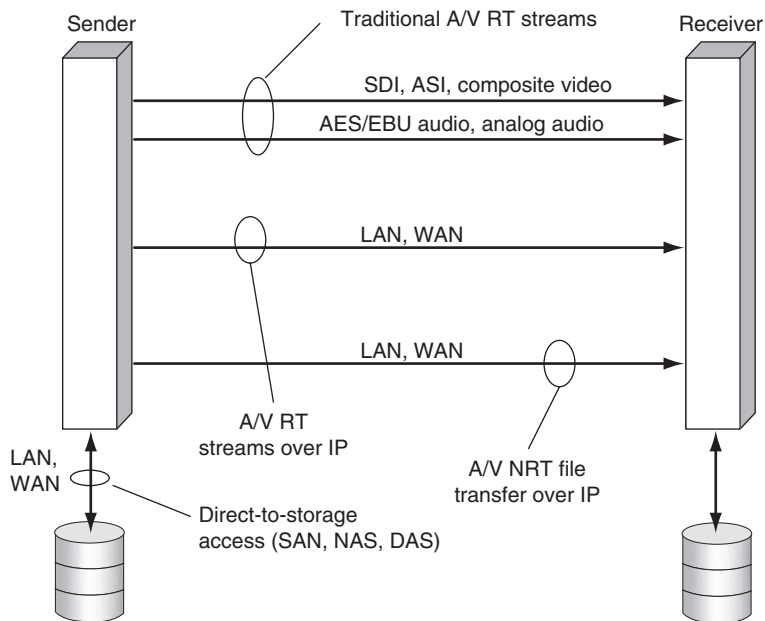 Sender
Traditional A/V RT streams
Receiver
SDI, ASI, composite video
AES/EBU audio, analog audio
LAN, WAN
LAN, WAN
A/V RT
streams over IP
A/V NRT file
transfer over IP
LAN,
WAN
Direct-to-storage
access (SAN, NAS, DAS)